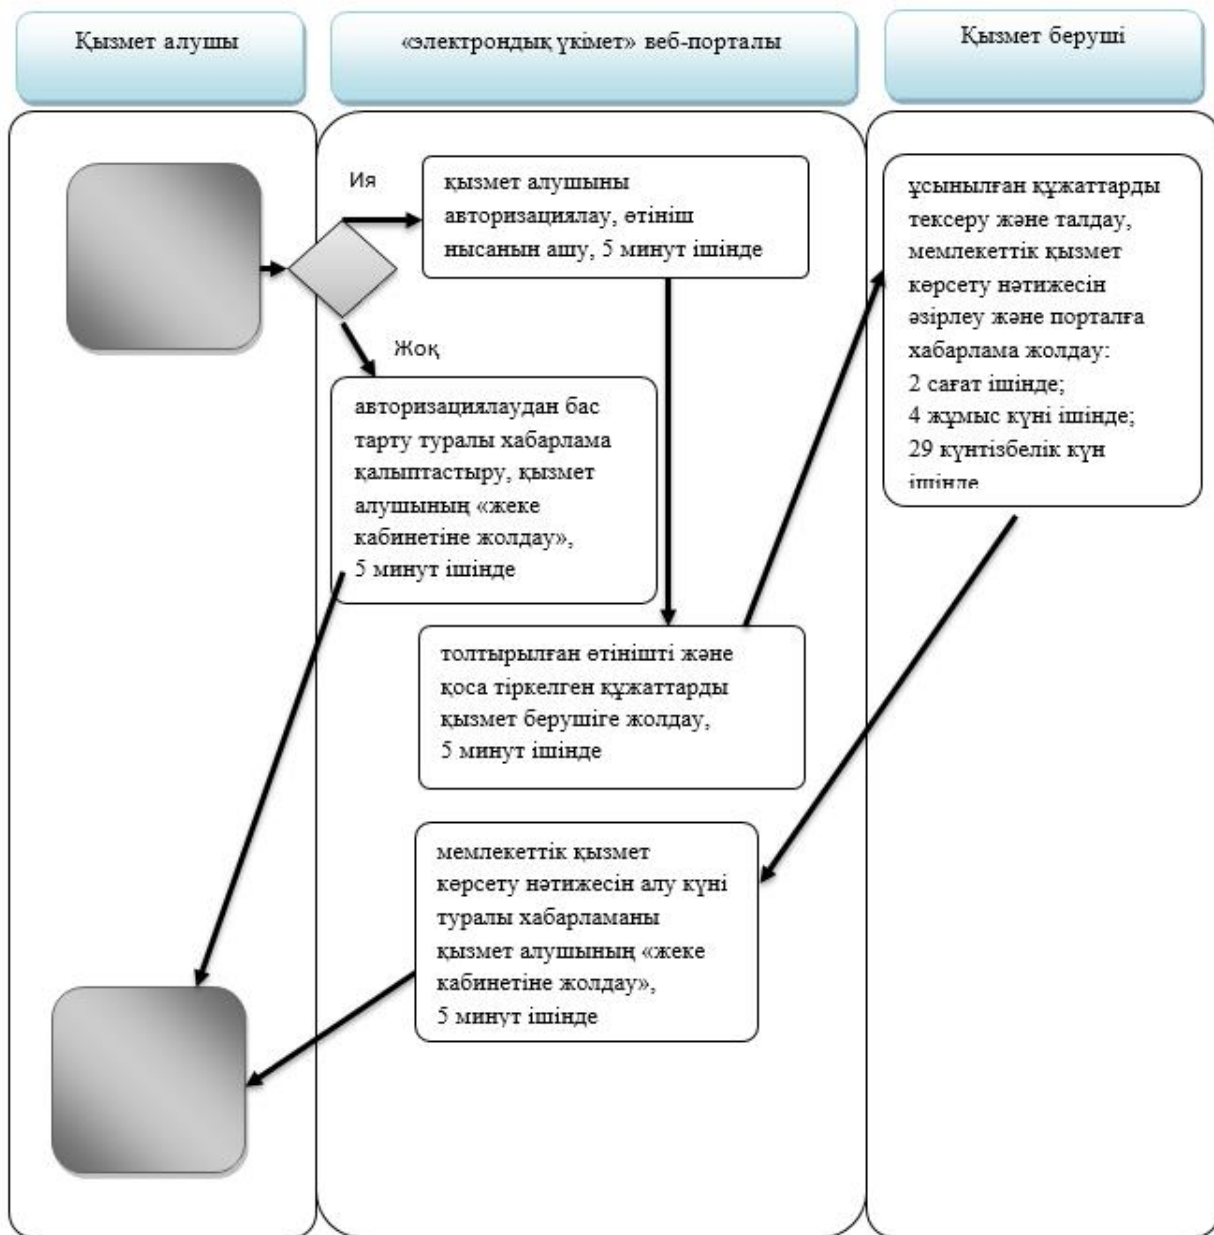 Қызмет алушы
«электрондық үкімет» веб-порталы
Қызмет беруші
Ия
қызмет алушыны
авторизациялау, өтініш
нысанын ашу, 5 минут ішінде
Жоқ
авторизациялаудан бас
тарту туралы хабарлама
қалыптастыру, қызмет
алушының «жеке
кабинетіне жолдау»,
5 минут ішінде
толтырылған өтінішті және
қоса тіркелген құжаттарды
қызмет берушіге жолдау,
5 минут ішінде
ұсынылған құжаттарды
тексеру және талдау,
мемлекеттік қызмет
көрсету нәтижесін
әзірлеу және порталға
хабарлама жолдау:
2 сағат ішінде;
4 жұмыс күні ішінде;
29 күнтізбелік күн
ішінде
мемлекеттік қызмет
көрсету нәтижесін алу күні
туралы хабарламаны
қызмет алушының «жеке
кабинетіне жолдау»,
5 минут ішінде